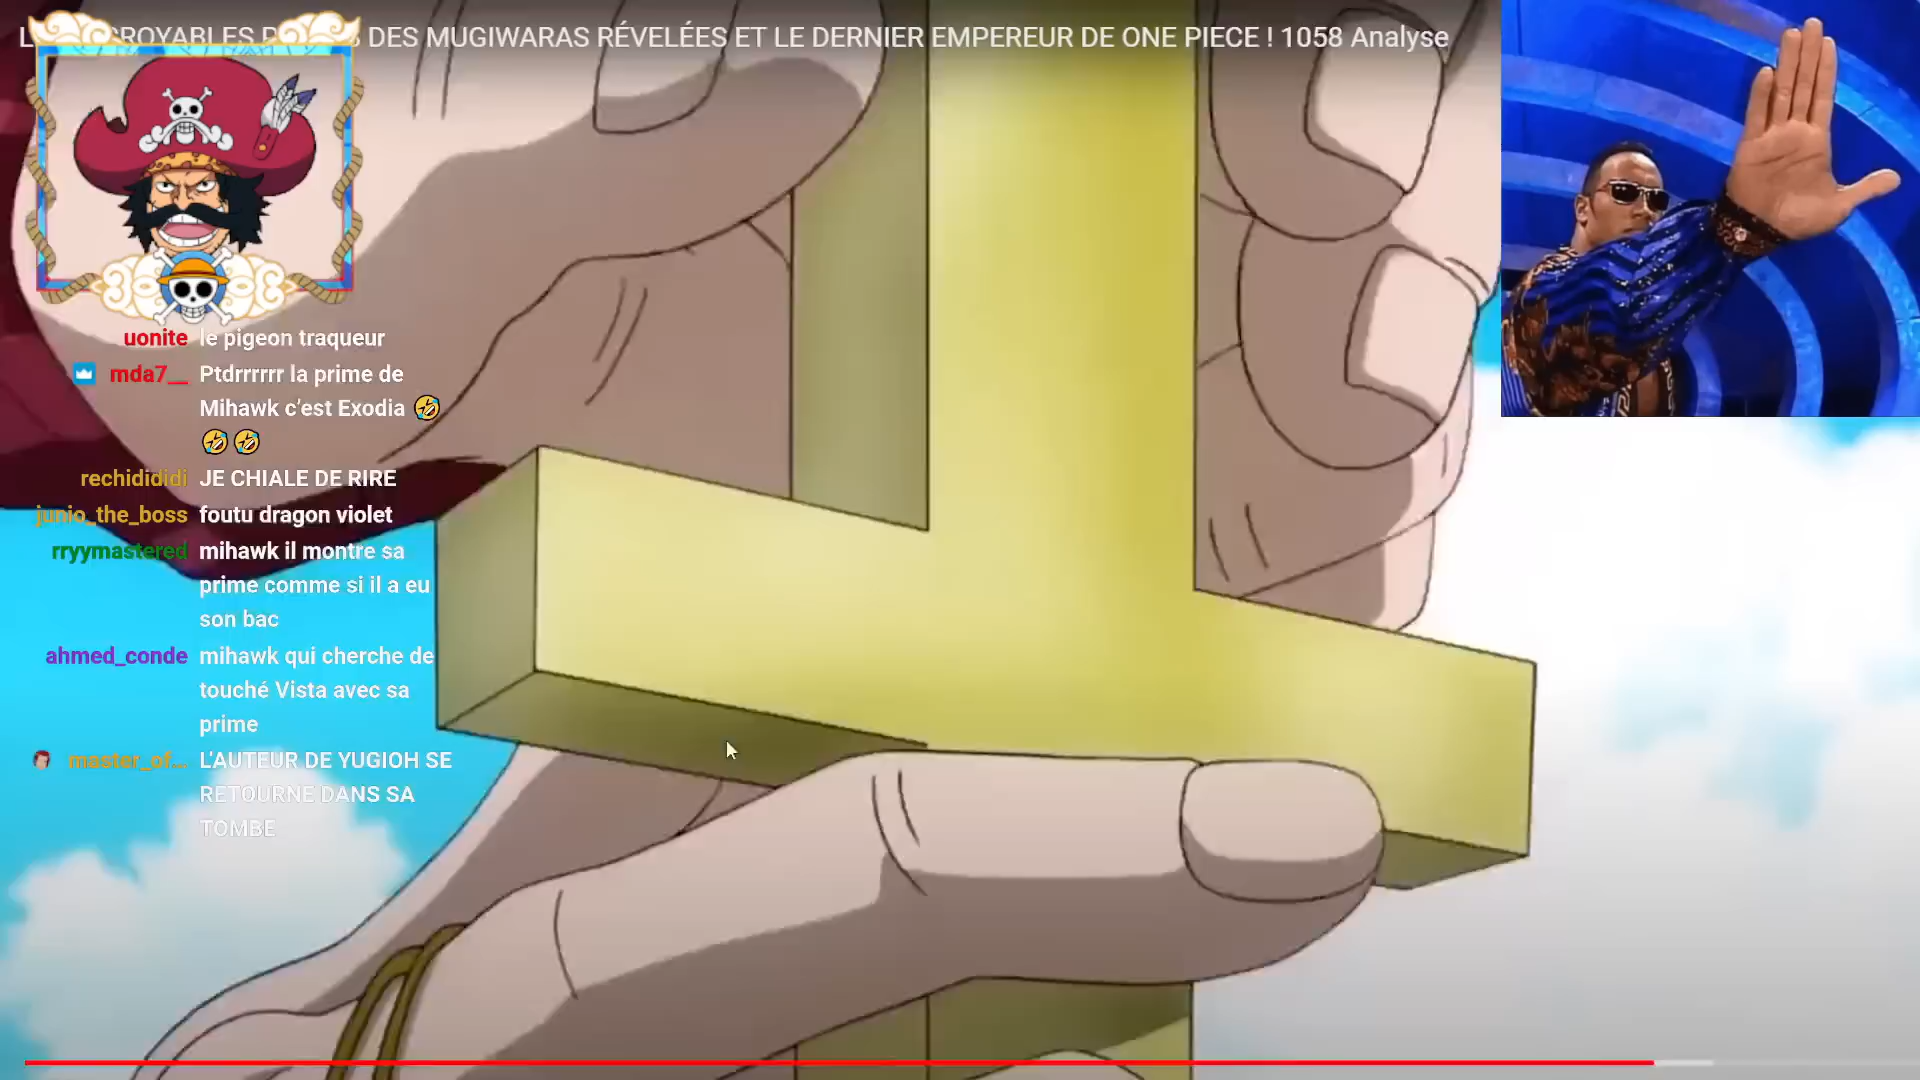 DES MUGIWARAS RÉVELÉES ET LE DERNIER EMPEREUR DE ONE PIECE ! 1058 Analyse
uonite le pigeon traqueur
mda7__ Ptdrrrrrr la prime de
Mihawk c'est Exodia 🤣
🤣 🤣
rechidididi JE CHIALE DE RIRE
junio_the_boss foutu dragon violet
rryymastered mihawk il montre sa
prime comme si il a eu
son bac
ahmed_conde mihawk qui cherche de
touché Vista avec sa
prime
master_of... L'AUTEUR DE YUGIOH SE
RETOURNE DANS SA
TOMBE